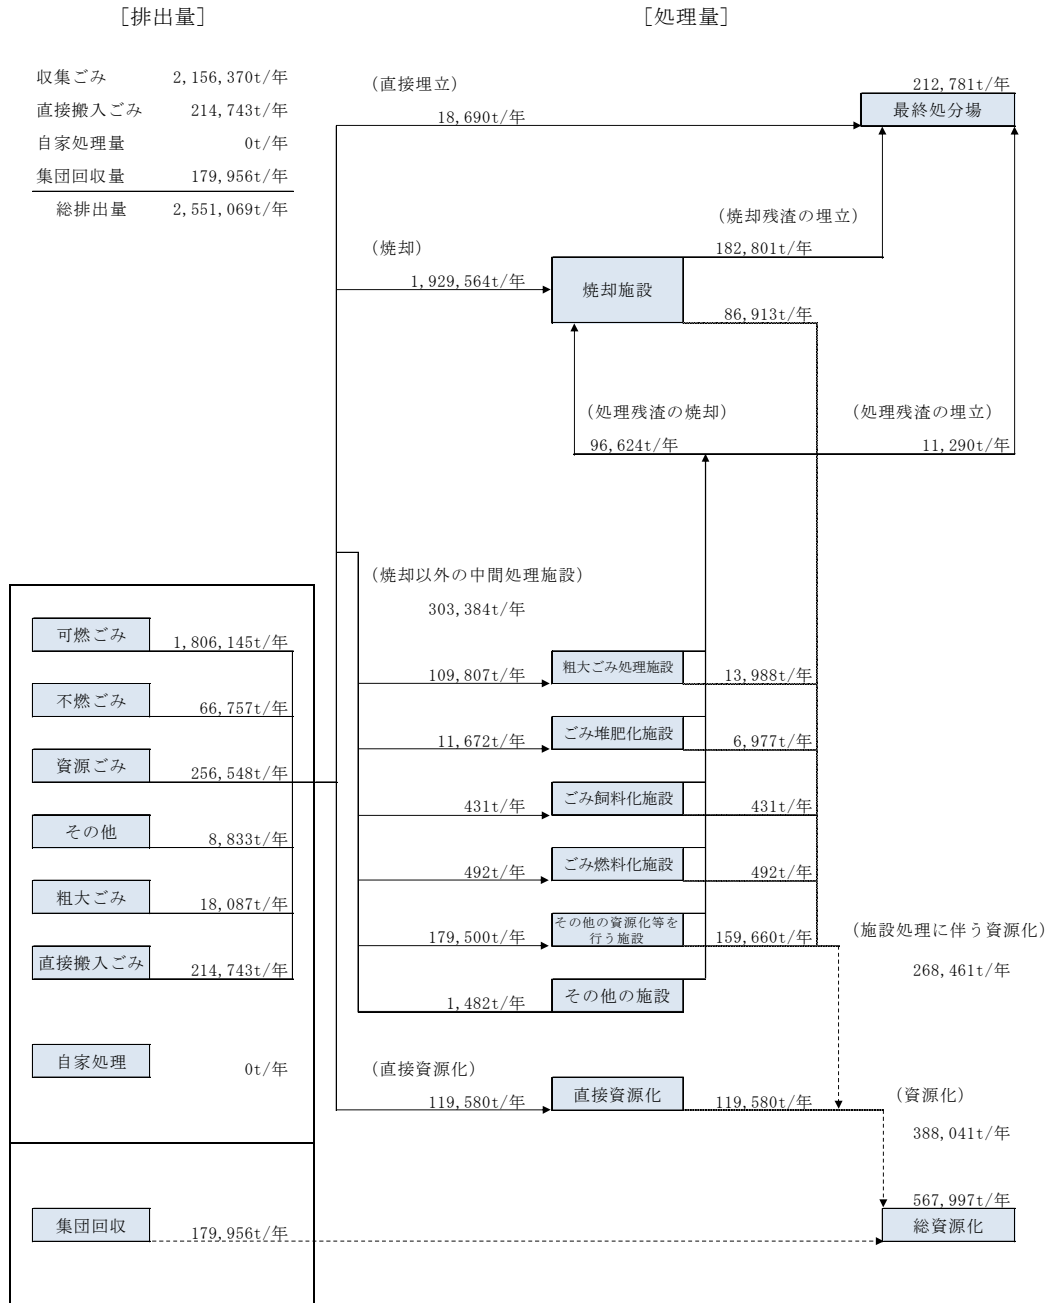 [排出量]
[処理量]
収集ごみ 2,156,370t/年
直接搬入ごみ 214,743t/年
自家処理量 0t/年
集団回収量 179,956t/年
総排出量 2,551,069t/年
(直接埋立)
18,690t/年
212,781t/年
最終処分場
(焼却残渣の埋立)
182,801t/年
(焼却)
1,929,564t/年
焼却施設
86,913t/年
(処理残渣の焼却)
96,624t/年
(処理残渣の埋立)
11,290t/年
(焼却以外の中間処理施設)
303,384t/年
可燃ごみ 1,806,145t/年
不燃ごみ 66,757t/年
資源ごみ 256,548t/年
その他 8,833t/年
粗大ごみ 18,087t/年
直接搬入ごみ 214,743t/年
自家処理 0t/年
109,807t/年 粗大ごみ処理施設 13,988t/年
11,672t/年 ごみ堆肥化施設 6,977t/年
431t/年 ごみ飼料化施設 431t/年
492t/年 ごみ燃料化施設 492t/年
179,500t/年 その他の資源化等を
行う施設 159,660t/年
1,482t/年 その他の施設
(施設処理に伴う資源化)
268,461t/年
(直接資源化)
119,580t/年 直接資源化 119,580t/年
(資源化)
388,041t/年
567,997t/年
総資源化
集団回収 179,956t/年